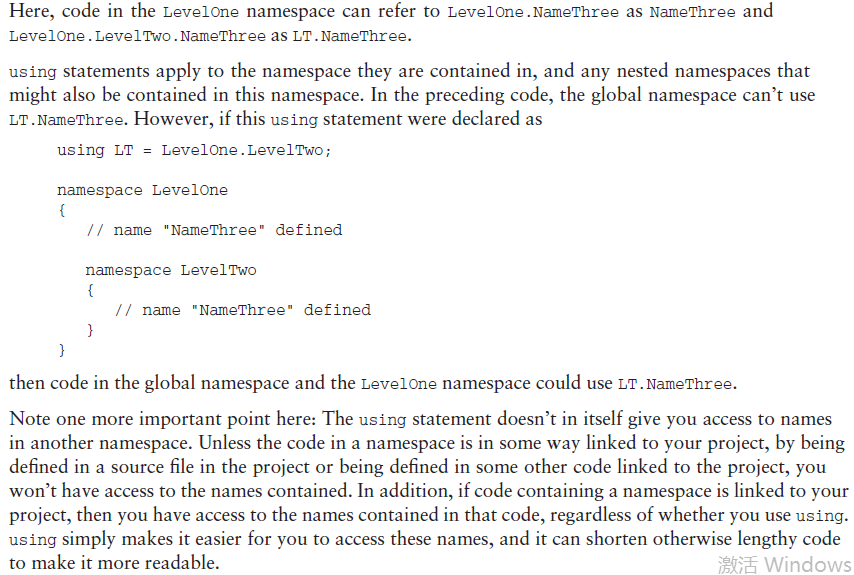 Here, code in the LevelOne namespace can refer to LevelOne.NameThree as NameThree and
LevelOne.LevelTwo.NameThree as LT.NameThree.
using statements apply to the namespace they are contained in, and any nested namespaces that
might also be contained in this namespace. In the preceding code, the global namespace can't use
LT.NameThree. However, if this using statement were declared as
using LT = LevelOne.LevelTwo;
namespace LevelOne
{
// name "NameThree" defined
namespace LevelTwo
{
// name "NameThree" defined
}
}
then code in the global namespace and the LevelOne namespace could use LT.NameThree.
Note one more important point here: The using statement doesn't in itself give you access to names
in another namespace. Unless the code in a namespace is in some way linked to your project, by being
defined in a source file in the project or being defined in some other code linked to the project, you
won't have access to the names contained. In addition, if code containing a namespace is linked to your
project, then you have access to the names contained in that code, regardless of whether you use using.
using simply makes it easier for you to access these names, and it can shorten otherwise lengthy code
to make it more readable.
激活 Windows